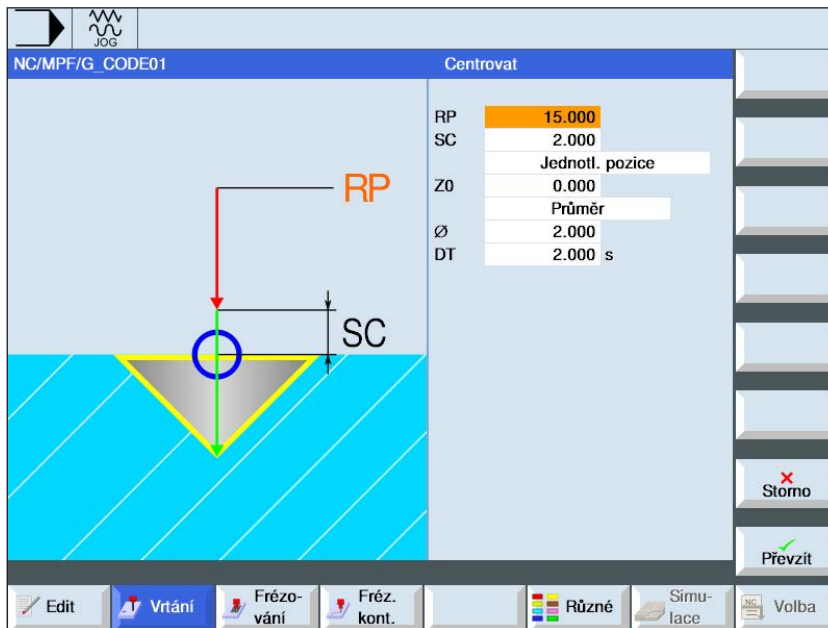 JOG
NC/MPF/G_CODE01
Centrovat
RP
SC
RP 15.000
SC 2.000
Jednotl. pozice
Z0 0.000
Průměr
Ø 2.000
DT 2.000 s
Storno
Převzít
Edit
Vrtání
Frézo-
vání
Fréz.
kont.
Různé
Simu-
lace
NC
Volba